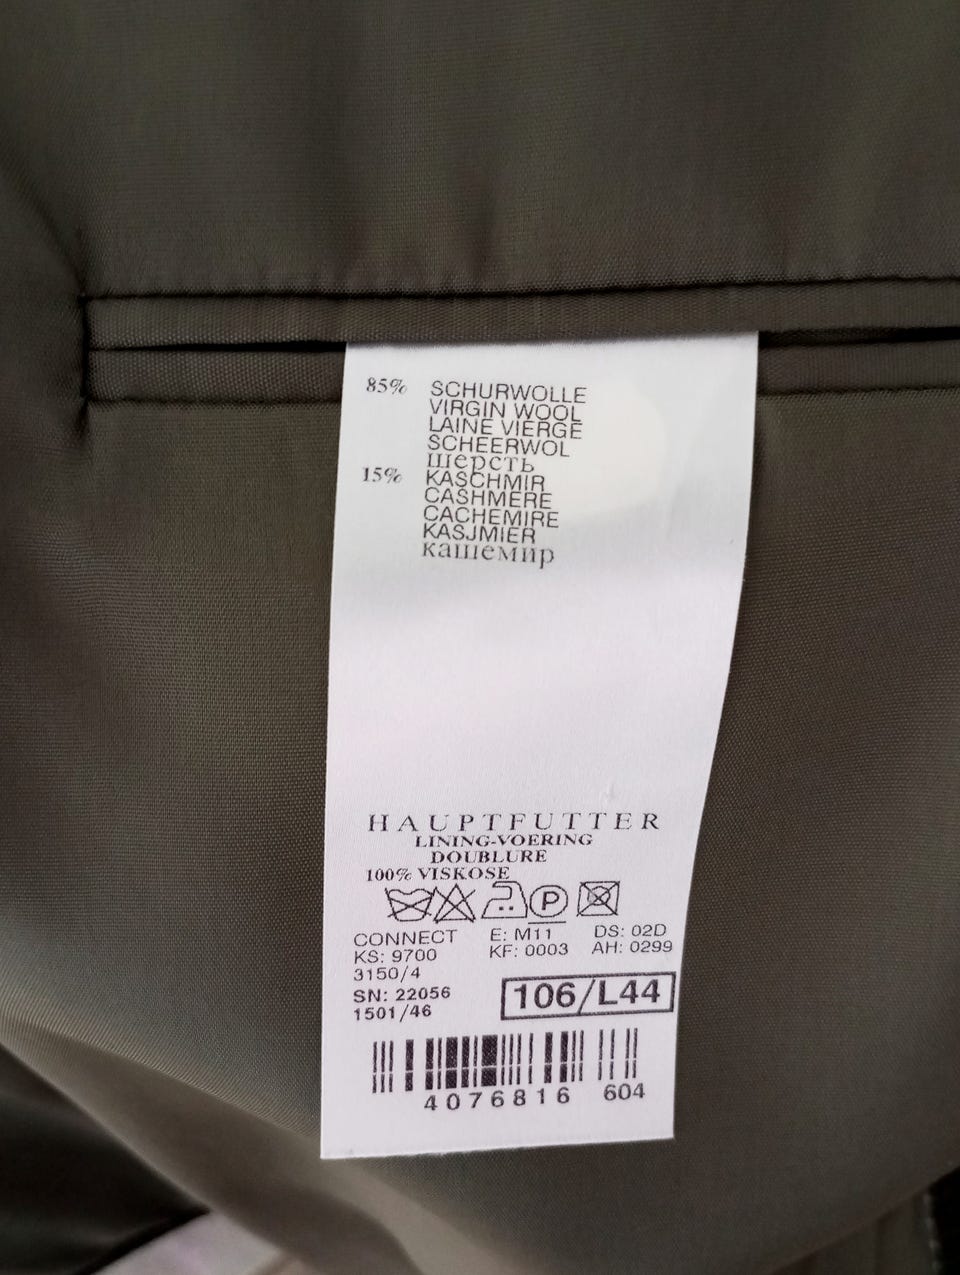 85% SCHURWOLLE
VIRGIN WOOL
LAINE VIERGE
SCHEERWOL
шерсть
15% KASCHMIR
CASHMERE
CACHEMIRE
KASJMIER
кашемир
HAUPTFUTTER
LINING-VOERING
DOUBLURE
100% VISKOSE
P
CONNECT E: M11 DS: 02D
KS: 9700 KF: 0003 AH: 0299
3150/4
SN: 22056
1501/46
106/L44
4076816 604